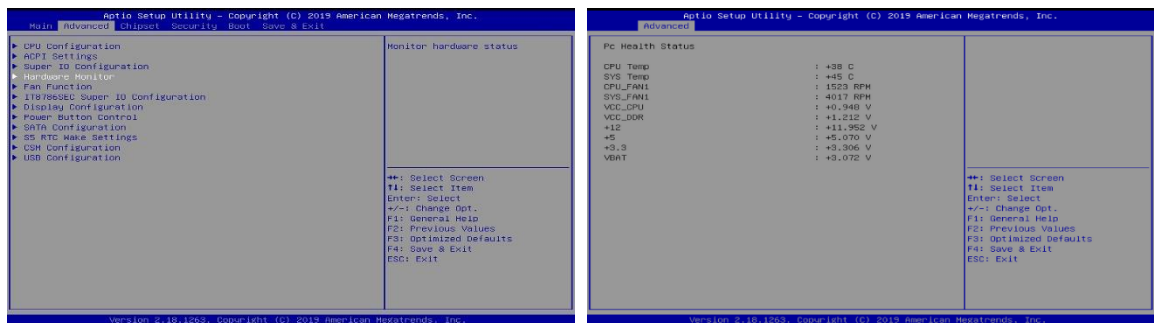 Aptio Setup Utility – Copyright (C) 2019 American Megatrends, Inc.
Main Advanced Chipset Security Boot Save & Exit
▶ CPU Configuration
▶ ACPI Settings
▶ Super IO Configuration
▶ Hardware Monitor
▶ Fan Function
▶ IT8786SEC Super IO Configuration
▶ Display Configuration
▶ Power Button Control
▶ SATA Configuration
▶ S5 RTC Wake Settings
▶ CSM Configuration
▶ USB Configuration
Monitor hardware status
→←: Select Screen
↑↓: Select Item
Enter: Select
+/-: Change Opt.
F1: General Help
F2: Previous Values
F3: Optimized Defaults
F4: Save & Exit
ESC: Exit
Version 2.18.1263. Copyright (C) 2019 American Megatrends, Inc.
Aptio Setup Utility – Copyright (C) 2019 American Megatrends, Inc.
Advanced
Pc Health Status
CPU Temp : +38 C
SYS Temp : +45 C
CPU_FAN1 : 1523 RPM
SYS_FAN1 : 4017 RPM
VCC_CPU : +0.948 V
VCC_DDR : +1.212 V
+12 : +11.952 V
+5 : +5.070 V
+3.3 : +3.306 V
VBAT : +3.072 V
→←: Select Screen
↑↓: Select Item
Enter: Select
+/-: Change Opt.
F1: General Help
F2: Previous Values
F3: Optimized Defaults
F4: Save & Exit
ESC: Exit
Version 2.18.1263. Copyright (C) 2019 American Megatrends, Inc.